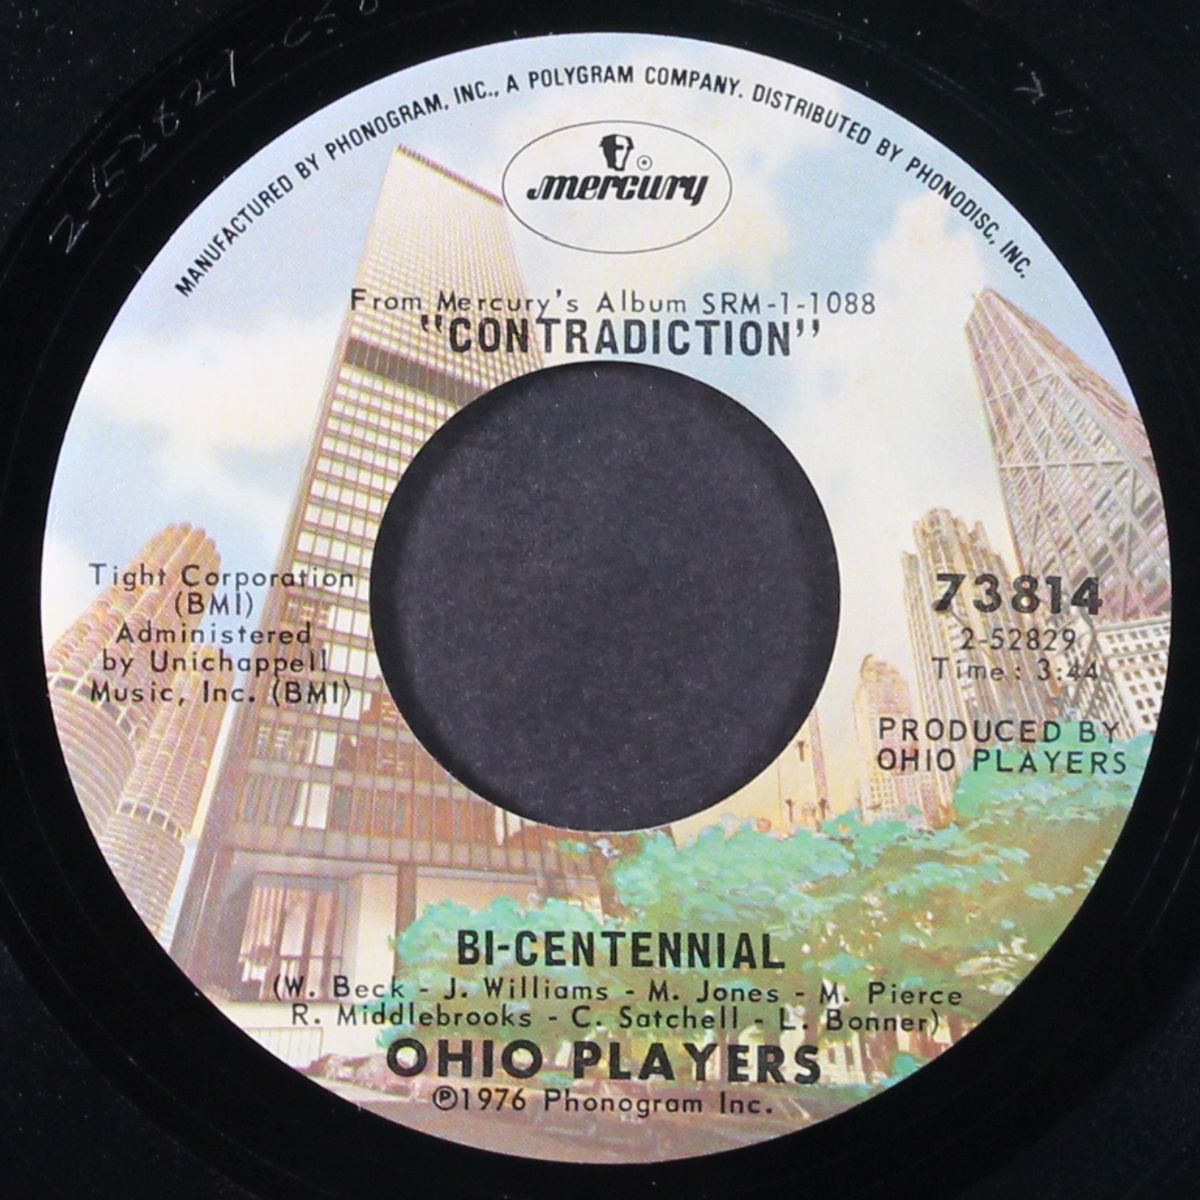 MANUFACTURED BY PHONOGRAM, INC., A POLYGRAM COMPANY. DISTRIBUTED BY PHONODISC, INC.
mercury
From Mercury's Album SRM-1-1088
"CONTRADICTION"
Tight Corporation
(BMI)
Administered
by Unichappell
Music, Inc. (BMI)
73814
2-52829
Time: 3:44
PRODUCED BY
OHIO PLAYERS
BI-CENTENNIAL
(W. Beck - J. Williams - M. Jones - M. Pierce
R. Middlebrooks - C. Satchell - L. Bonner)
OHIO PLAYERS
℗1976 Phonogram Inc.